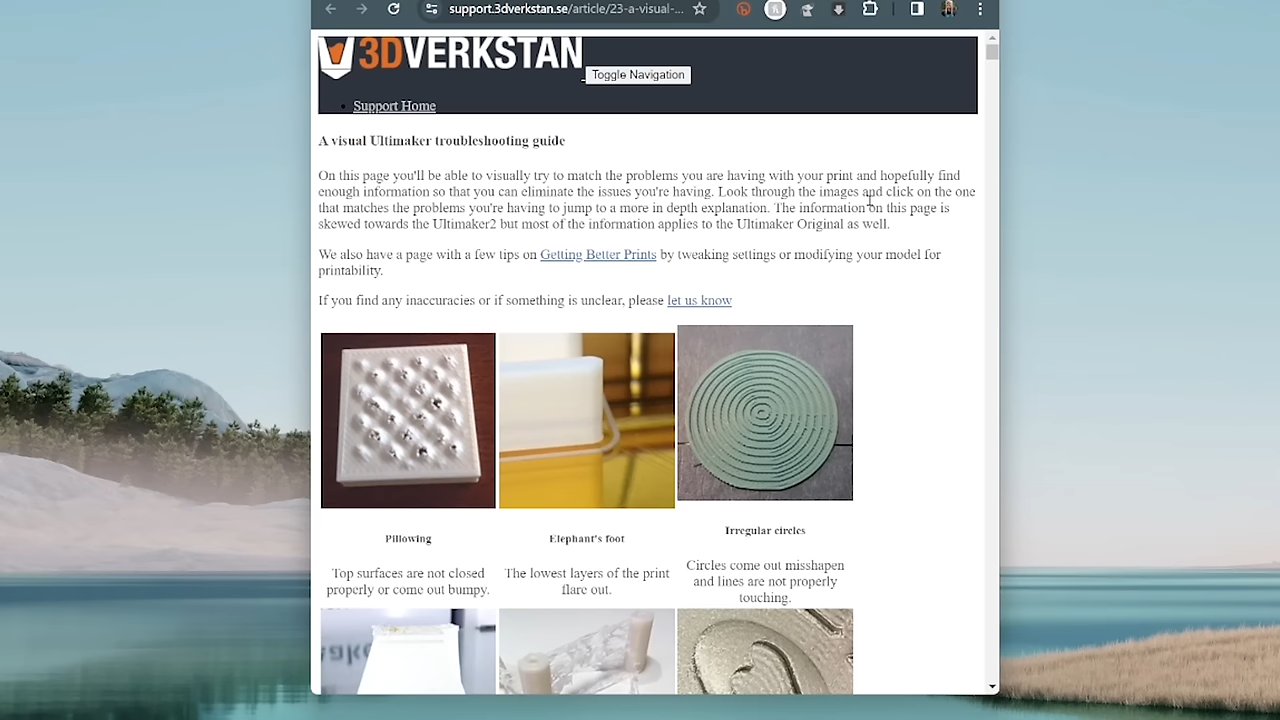 support.3dverkstan.se/article/23-a-visual-...
3DVERKSTAN
Toggle Navigation
Support Home
A visual Ultimaker troubleshooting guide
On this page you'll be able to visually try to match the problems you are having with your print and hopefully find
enough information so that you can eliminate the issues you're having. Look through the images and click on the one
that matches the problems you're having to jump to a more in depth explanation. The information on this page is
skewed towards the Ultimaker2 but most of the information applies to the Ultimaker Original as well.
We also have a page with a few tips on Getting Better Prints by tweaking settings or modifying your model for
printability.
If you find any inaccuracies or if something is unclear, please let us know
Pillowing
Top surfaces are not closed
properly or come out bumpy.
Elephant's foot
The lowest layers of the print
flare out.
Irregular circles
Circles come out misshapen
and lines are not properly
touching.